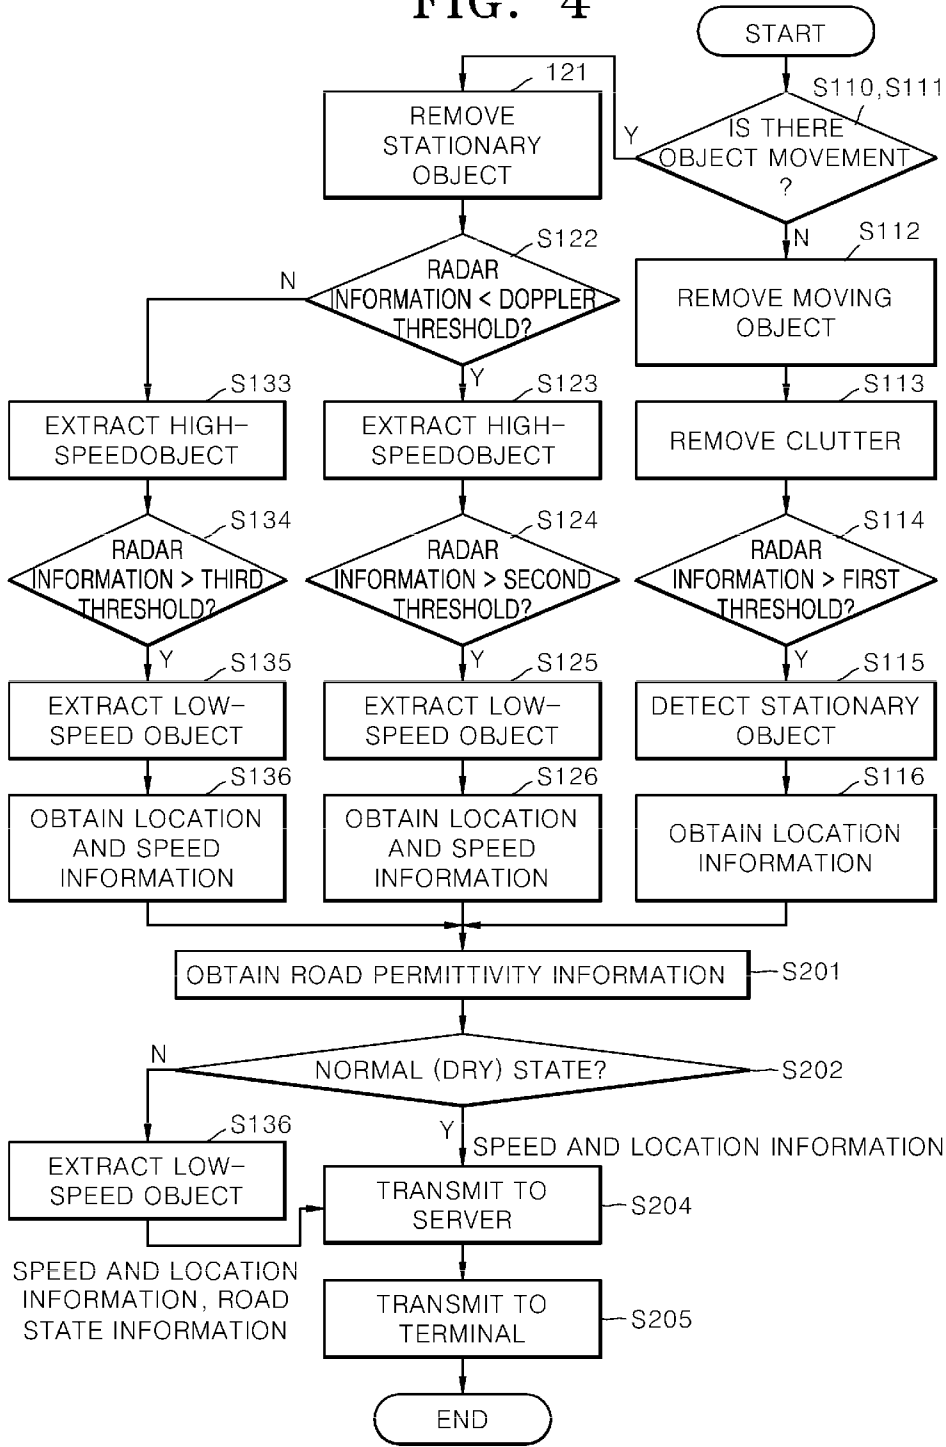 FIG. 4
START
S110,S111
IS THERE
OBJECT MOVEMENT
?
Y
N
121
REMOVE
STATIONARY
OBJECT
S122
RADAR
INFORMATION < DOPPLER
THRESHOLD?
N
Y
S112
REMOVE MOVING
OBJECT
S133
EXTRACT HIGH-
SPEEDOBJECT
S123
EXTRACT HIGH-
SPEEDOBJECT
S113
REMOVE CLUTTER
S134
RADAR
INFORMATION > THIRD
THRESHOLD?
Y
S124
RADAR
INFORMATION > SECOND
THRESHOLD?
Y
S114
RADAR
INFORMATION > FIRST
THRESHOLD?
Y
S135
EXTRACT LOW-
SPEED OBJECT
S125
EXTRACT LOW-
SPEED OBJECT
S115
DETECT STATIONARY
OBJECT
S136
OBTAIN LOCATION
AND SPEED
INFORMATION
S126
OBTAIN LOCATION
AND SPEED
INFORMATION
S116
OBTAIN LOCATION
INFORMATION
OBTAIN ROAD PERMITTIVITY INFORMATION
S201
NORMAL (DRY) STATE?
S202
N
Y
S136
EXTRACT LOW-
SPEED OBJECT
SPEED AND LOCATION INFORMATION
TRANSMIT TO
SERVER
S204
SPEED AND LOCATION
INFORMATION, ROAD
STATE INFORMATION
TRANSMIT TO
TERMINAL
S205
END